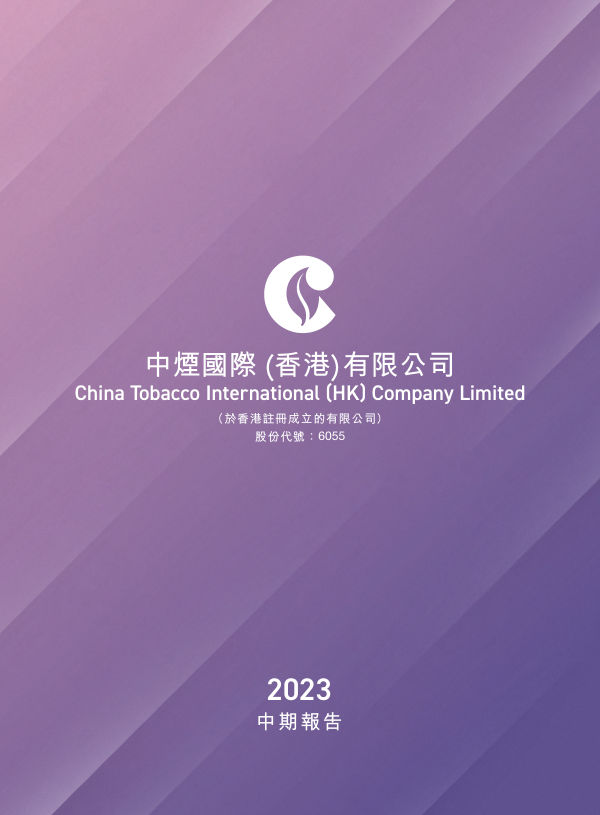 中煙國際 (香港)有限公司
China Tobacco International (HK) Company Limited
（於香港註冊成立的有限公司）
股份代號：6055
2023
中期報告